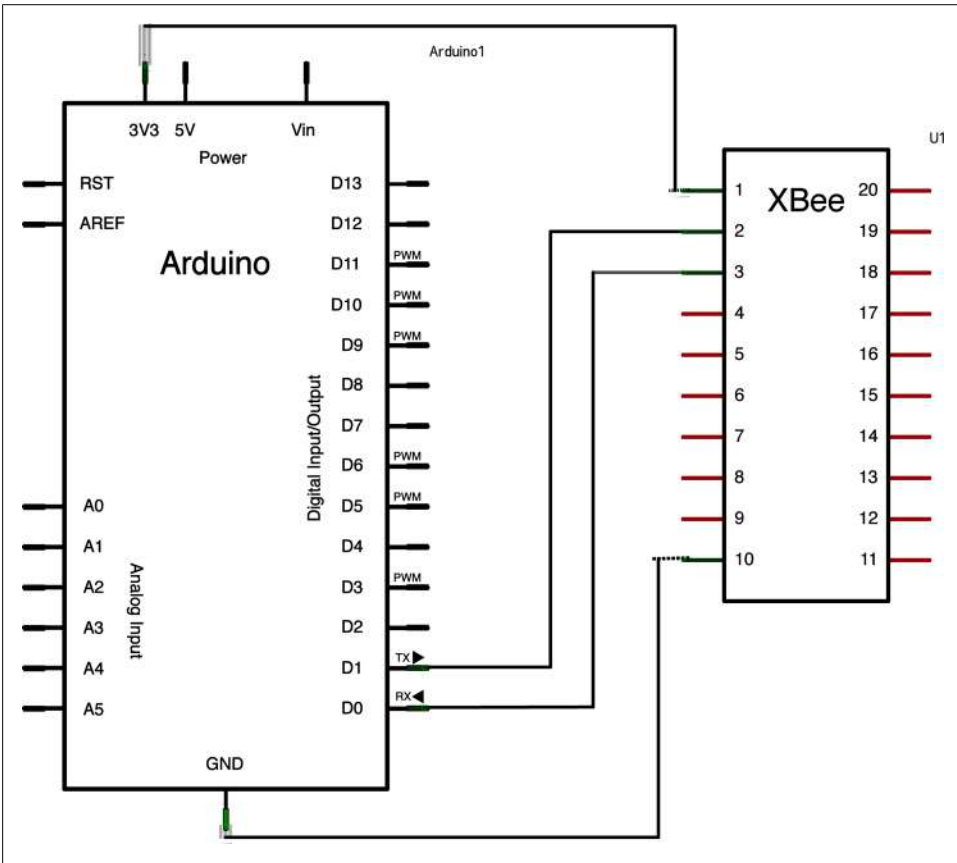 Arduino1
3V3 5V Vin
Power
RST
AREF
Arduino
D13
D12
D11 PWM
D10 PWM
D9 PWM
D8
D7
D6 PWM
D5 PWM
D4
D3 PWM
D2
D1 TX
D0 RX
Digital Input/Output
A0
A1
A2
A3
A4
A5
Analog Input
GND
U1
XBee
1 20
2 19
3 18
4 17
5 16
6 15
7 14
8 13
9 12
10 11